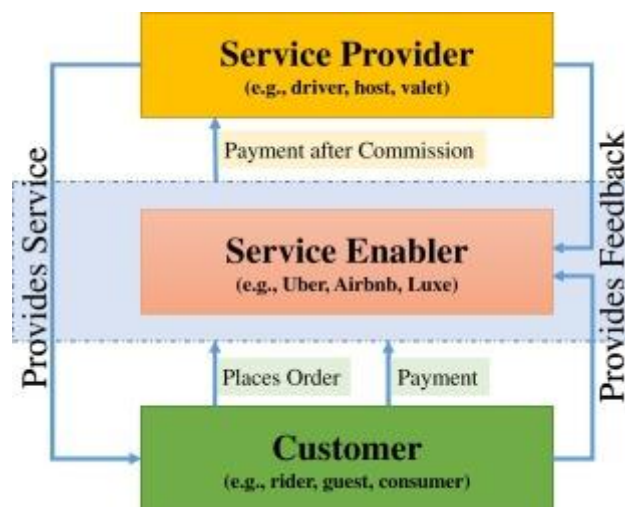 Service Provider
(e.g., driver, host, valet)
Payment after Commission
Provides Service
Provides Feedback
Service Enabler
(e.g., Uber, Airbnb, Luxe)
Places Order
Payment
Customer
(e.g., rider, guest, consumer)